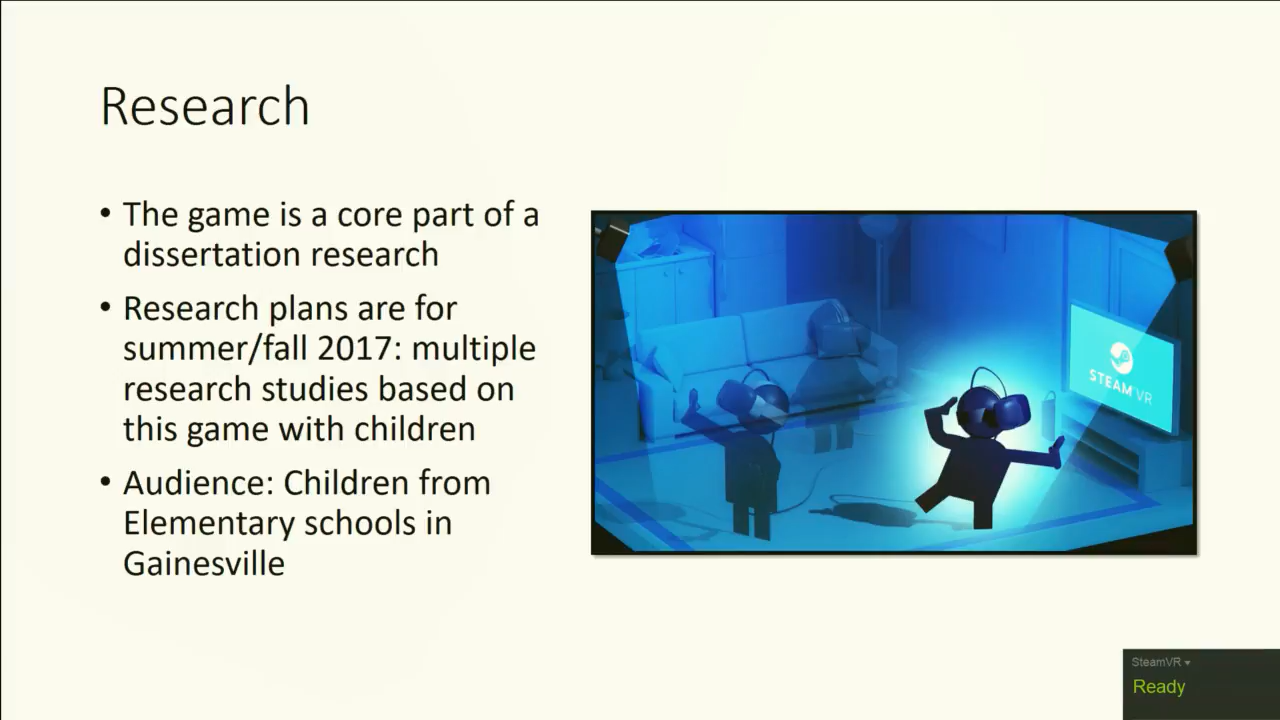 Research
• The game is a core part of a
dissertation research
• Research plans are for
summer/fall 2017: multiple
research studies based on
this game with children
• Audience: Children from
Elementary schools in
Gainesville
STEAM VR
SteamVR ▾
Ready